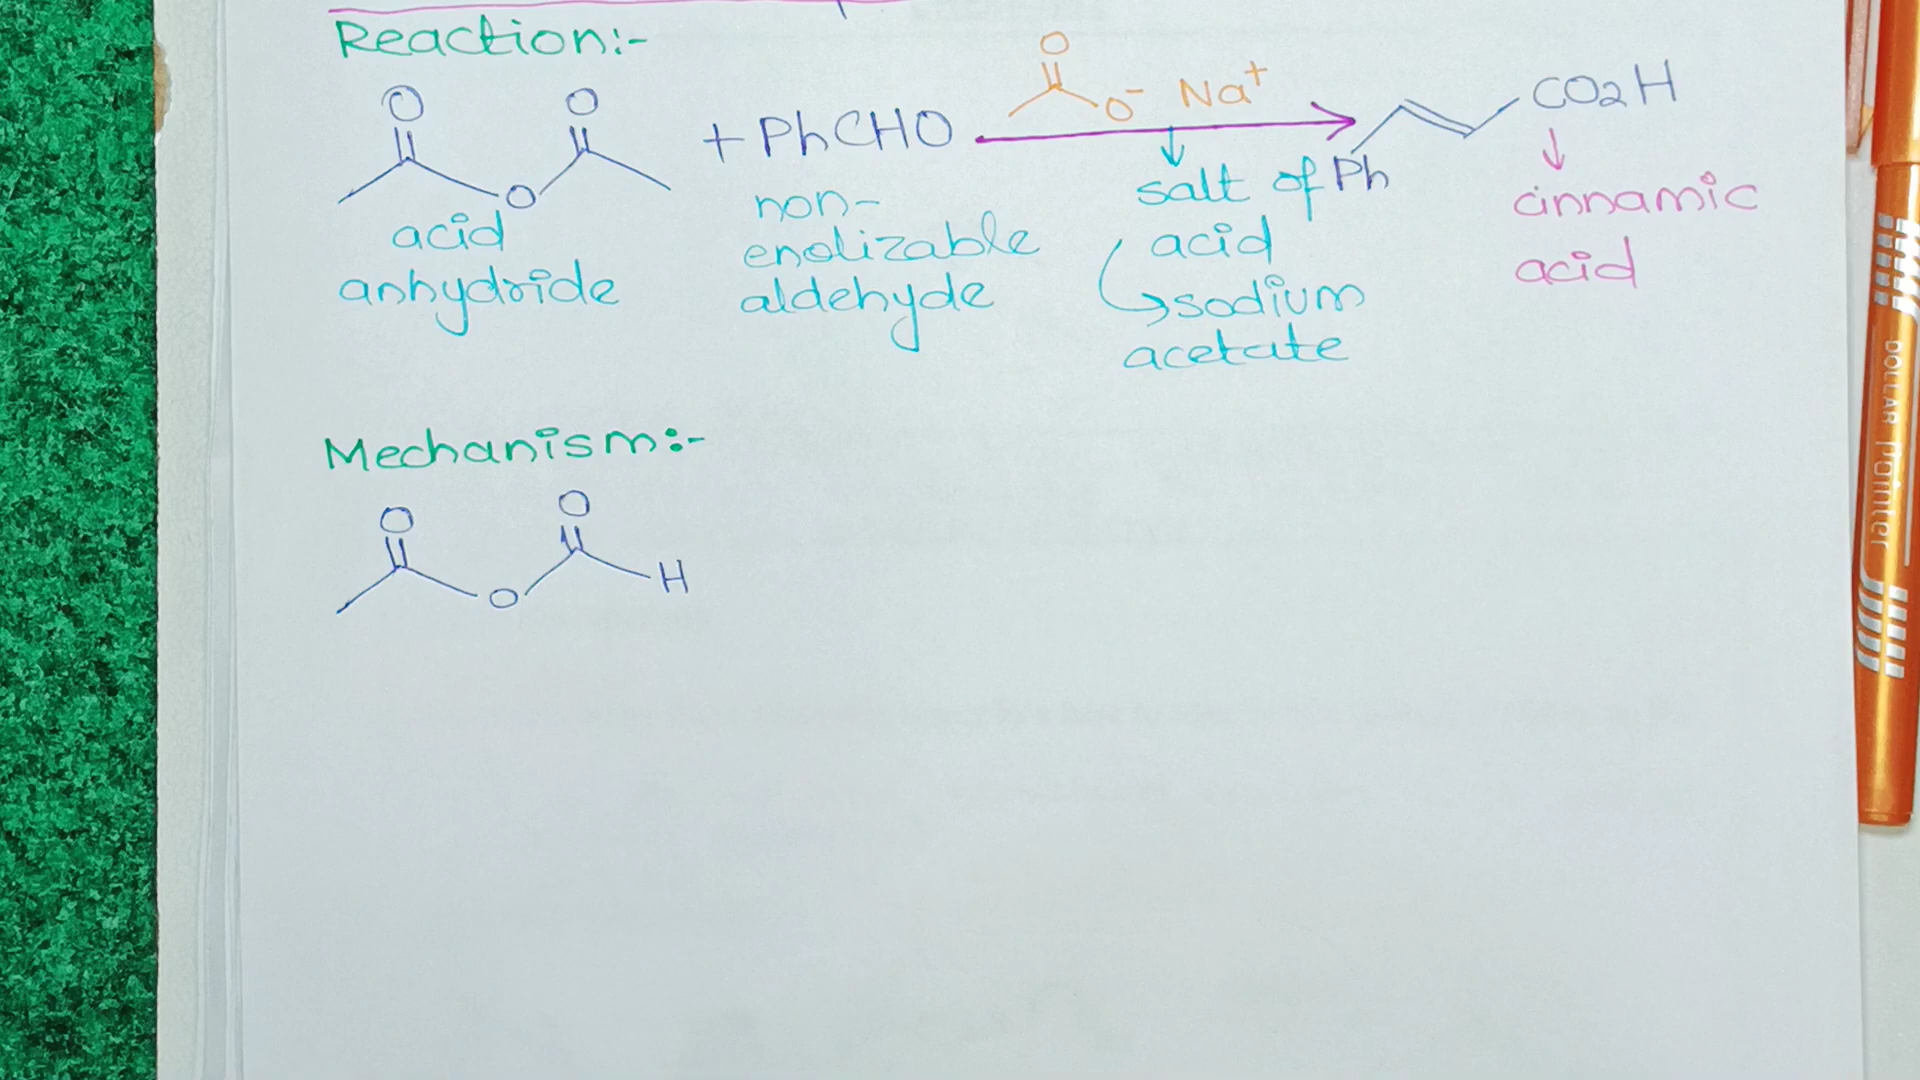 Reaction:-
O O O
O + PhCHO O⁻ Na⁺ Ph CO2H
acid
anhydride
non-
enolizable
aldehyde
salt of
acid
sodium
acetate
cinnamic
acid
Mechanism:-
O O
O H
DOLLAR Pointer